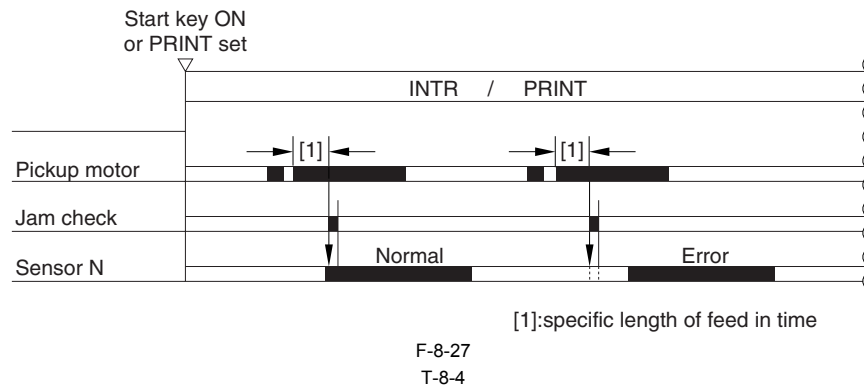 Start key ON
or PRINT set
INTR / PRINT
[1] [1]
Pickup motor
Jam check
Normal Error
Sensor N
[1]:specific length of feed in time
F-8-27
T-8-4